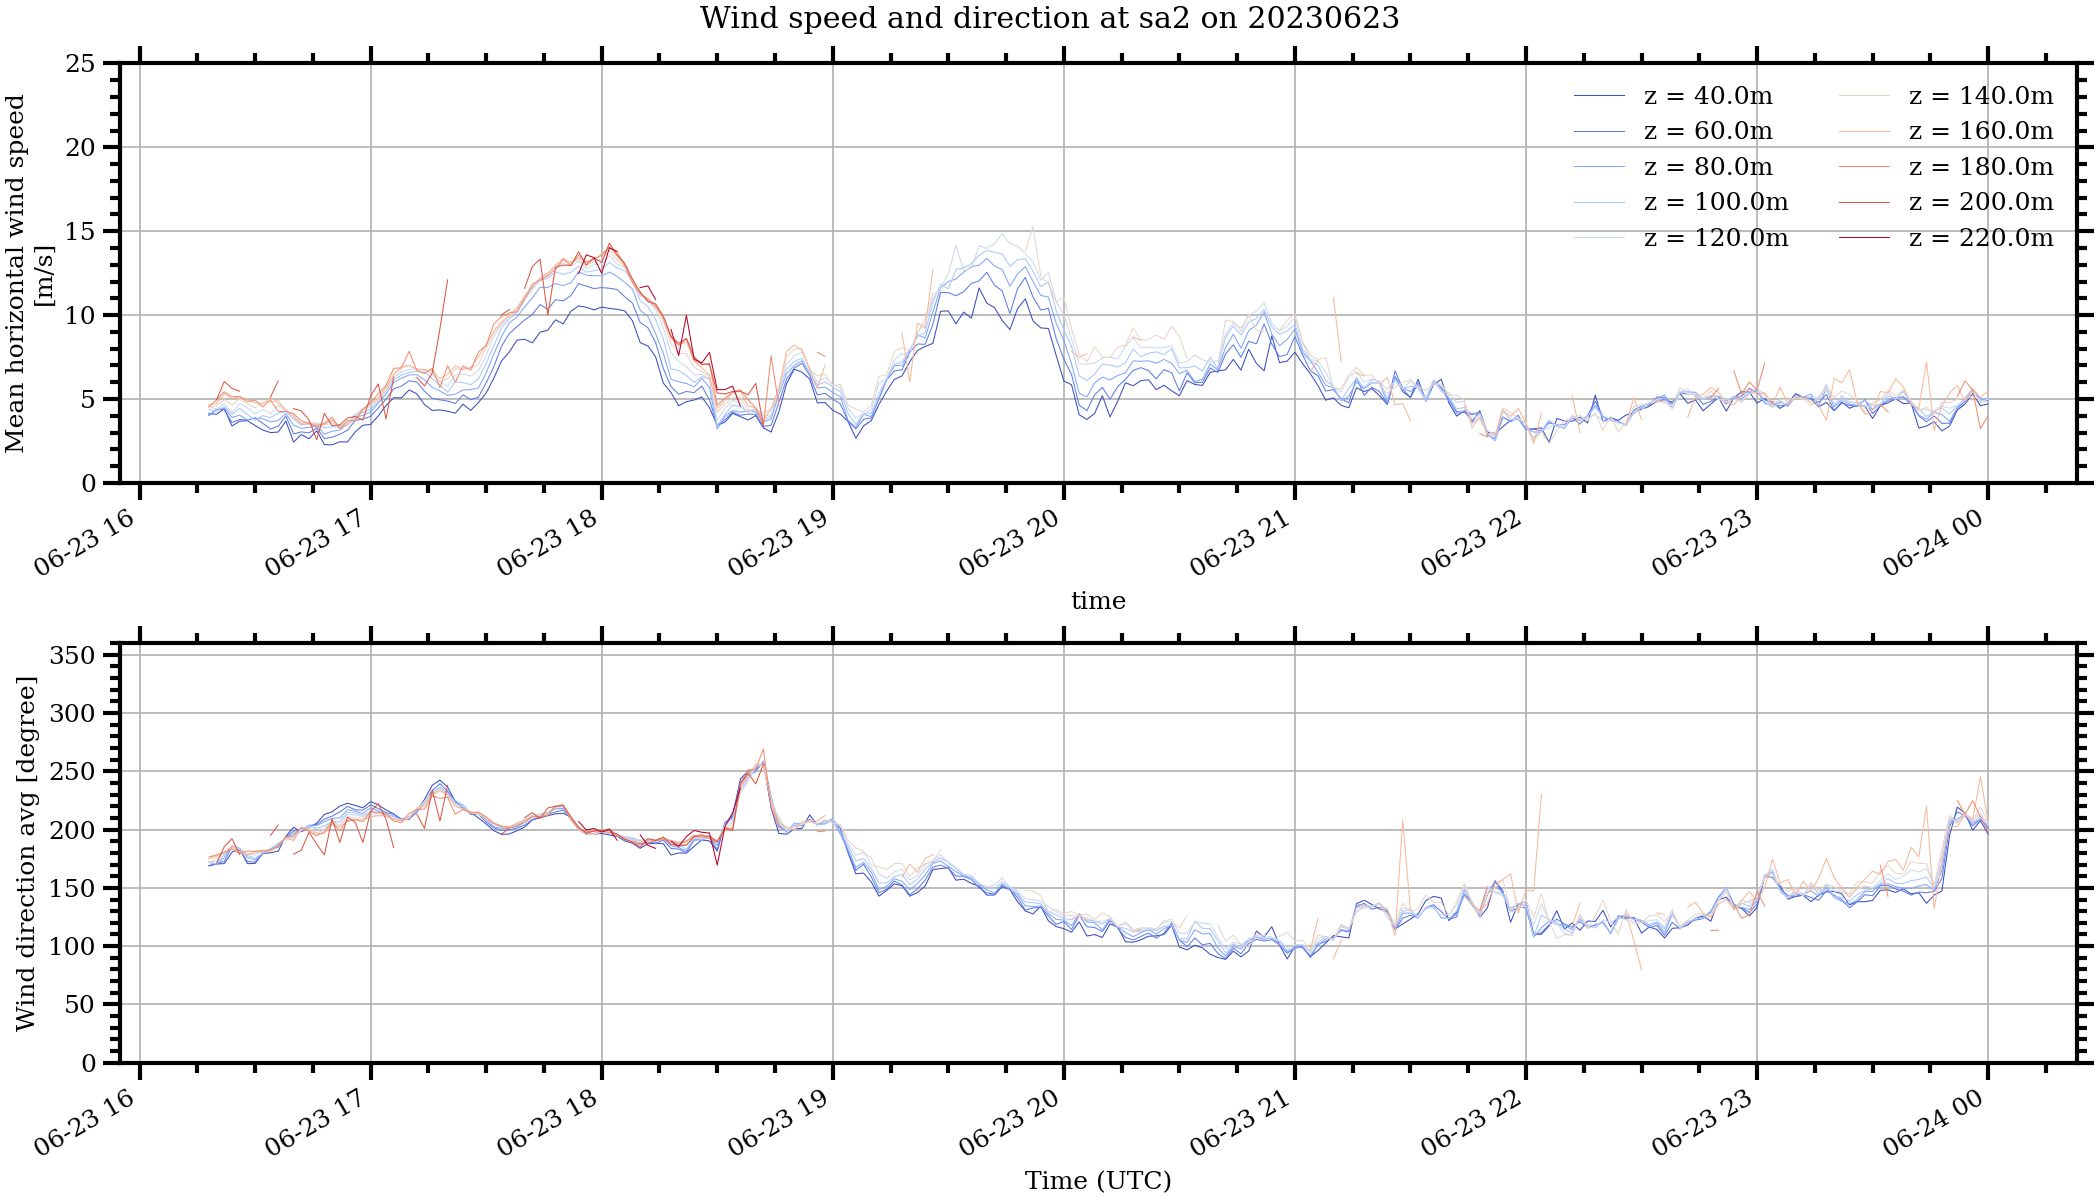 Wind speed and direction at sa2 on 20230623
Mean horizontal wind speed
[m/s]
25
20
15
10
5
0
z = 40.0m
z = 60.0m
z = 80.0m
z = 100.0m
z = 120.0m
z = 140.0m
z = 160.0m
z = 180.0m
z = 200.0m
z = 220.0m
06-23 16
06-23 17
06-23 18
06-23 19
06-23 20
06-23 21
06-23 22
06-23 23
06-24 00
time
Wind direction avg [degree]
350
300
250
200
150
100
50
0
06-23 16
06-23 17
06-23 18
06-23 19
06-23 20
06-23 21
06-23 22
06-23 23
06-24 00
Time (UTC)